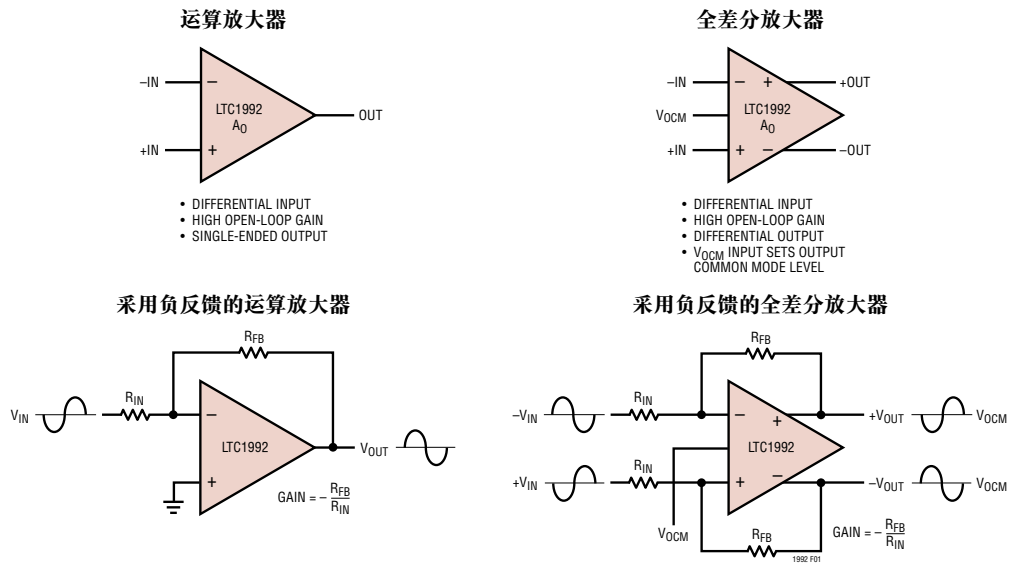 运算放大器
–IN
+IN
–
+
LTC1992
AO
OUT
• DIFFERENTIAL INPUT
• HIGH OPEN-LOOP GAIN
• SINGLE-ENDED OUTPUT
全差分放大器
–IN
VOCM
+IN
– +
LTC1992
AO
+ –
+OUT
–OUT
• DIFFERENTIAL INPUT
• HIGH OPEN-LOOP GAIN
• DIFFERENTIAL OUTPUT
• VOCM INPUT SETS OUTPUT
COMMON MODE LEVEL
采用负反馈的运算放大器
RFB
VIN
RIN
–
LTC1992
+
VOUT
GAIN = – RFB
RIN
采用负反馈的全差分放大器
RFB
–VIN
RIN
– +
+VOUT
VOCM
LTC1992
+VIN
RIN
+ –
–VOUT
VOCM
VOCM
RFB
GAIN = – RFB
RIN
1992 F01